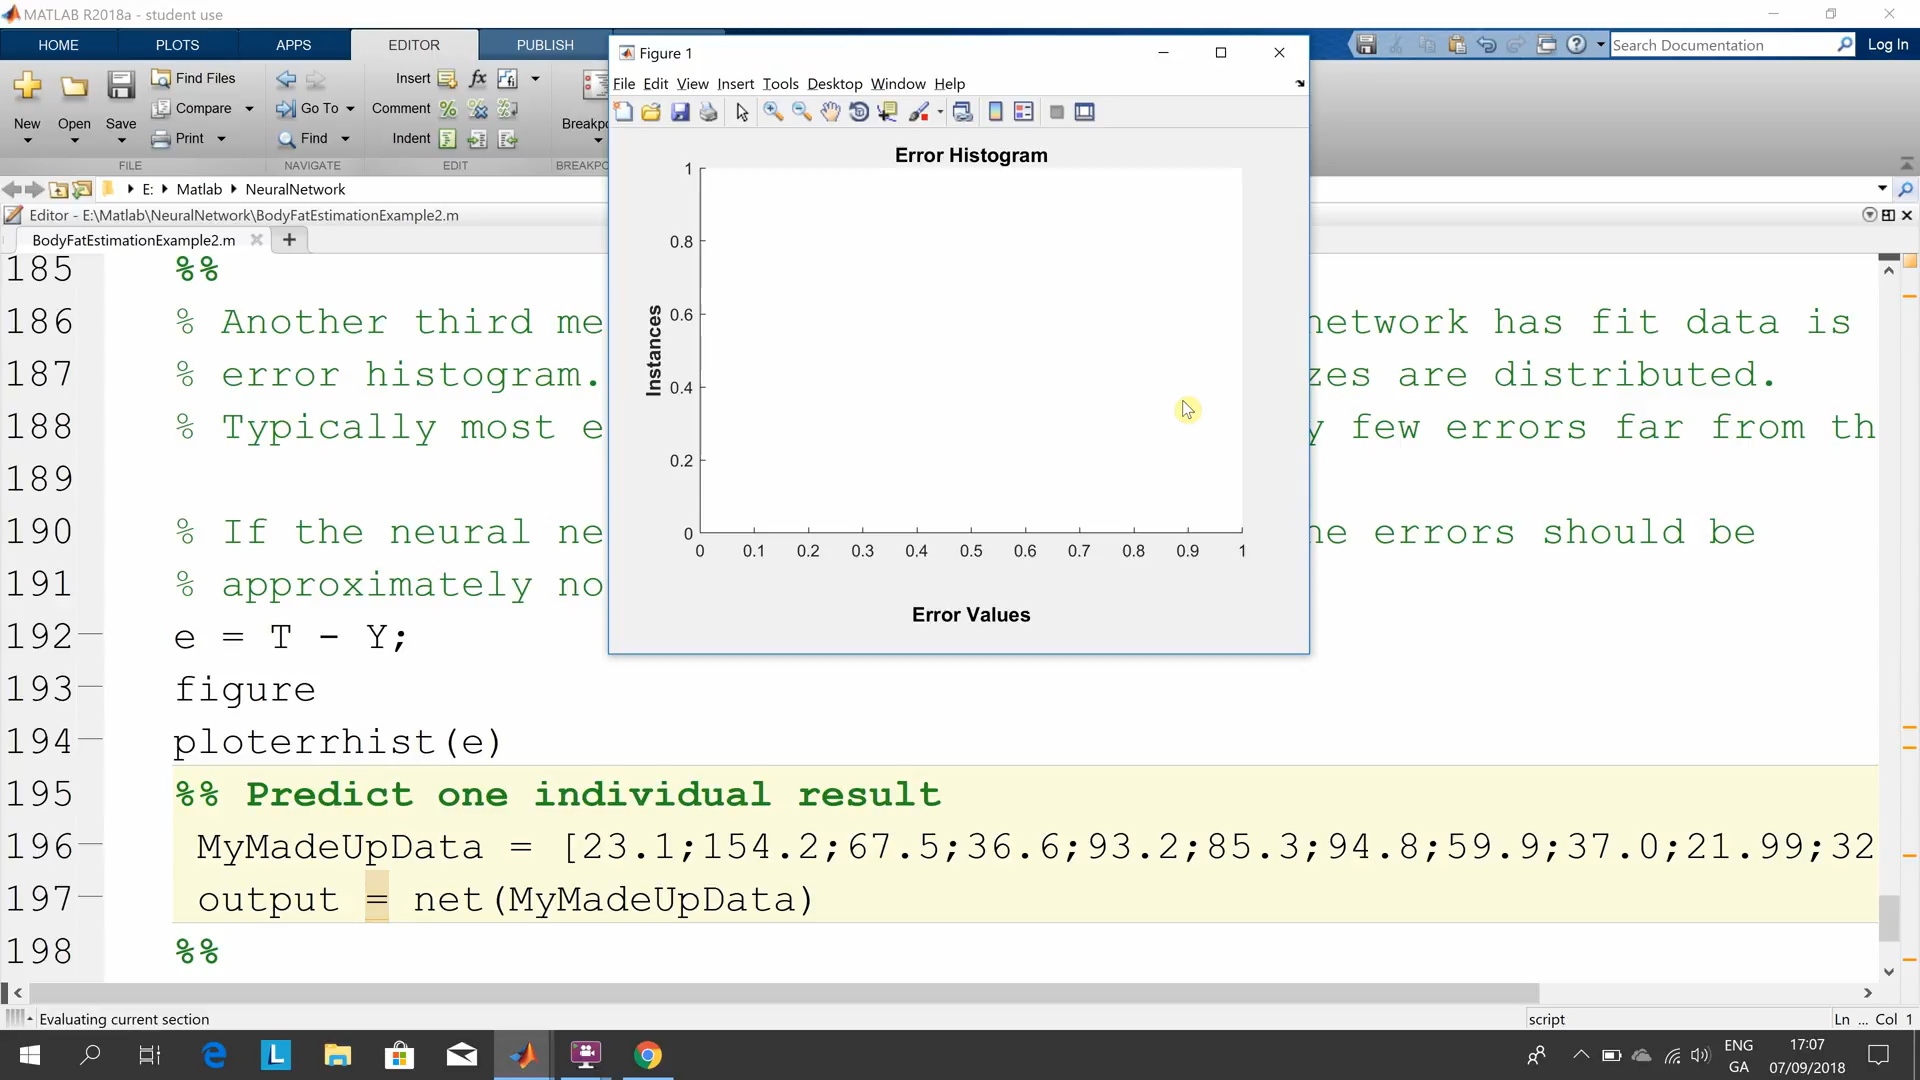 MATLAB R2018a - student use
HOME PLOTS APPS EDITOR PUBLISH
Search Documentation
Log In
Figure 1
File Edit View Insert Tools Desktop Window Help
New
Open
Save
Find Files
Compare
Print
FILE
Go To
Find
NAVIGATE
Insert
Comment
Indent
EDIT
E: Matlab NeuralNetwork
Editor - E:\Matlab\NeuralNetwork\BodyFatEstimationExample2.m
BodyFatEstimationExample2.m
Error Histogram
1
0.8
0.6
0.4
0.2
0
Instances
0 0.1 0.2 0.3 0.4 0.5 0.6 0.7 0.8 0.9 1
Error Values
185 %%
186 % Another third me network has fit data is
187 % error histogram. zes are distributed.
188 % Typically most e y few errors far from th
189
190 % If the neural ne he errors should be
191 % approximately no
192 e = T - Y;
193 figure
194 ploterrhist(e)
195 %% Predict one individual result
196 MyMadeUpData = [23.1;154.2;67.5;36.6;93.2;85.3;94.8;59.9;37.0;21.99;32
197 output = net(MyMadeUpData)
198 %%
Evaluating current section
script
Ln ... Col 1
ENG
GA
17:07
07/09/2018